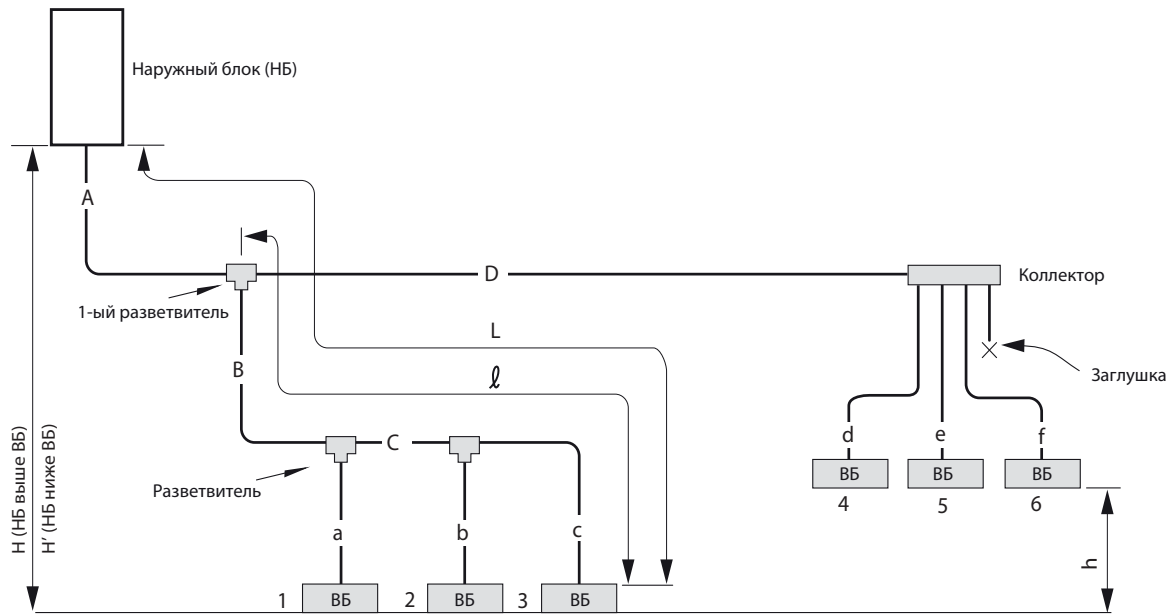 Наружный блок (НБ)
A
D
Коллектор
1-ый разветвитель
L
B
ℓ
Заглушка
C
d
e
f
ВБ
ВБ
ВБ
4
5
6
Разветвитель
H (НБ выше ВБ)
H′ (НБ ниже ВБ)
a
b
c
h
1
ВБ
2
ВБ
3
ВБ